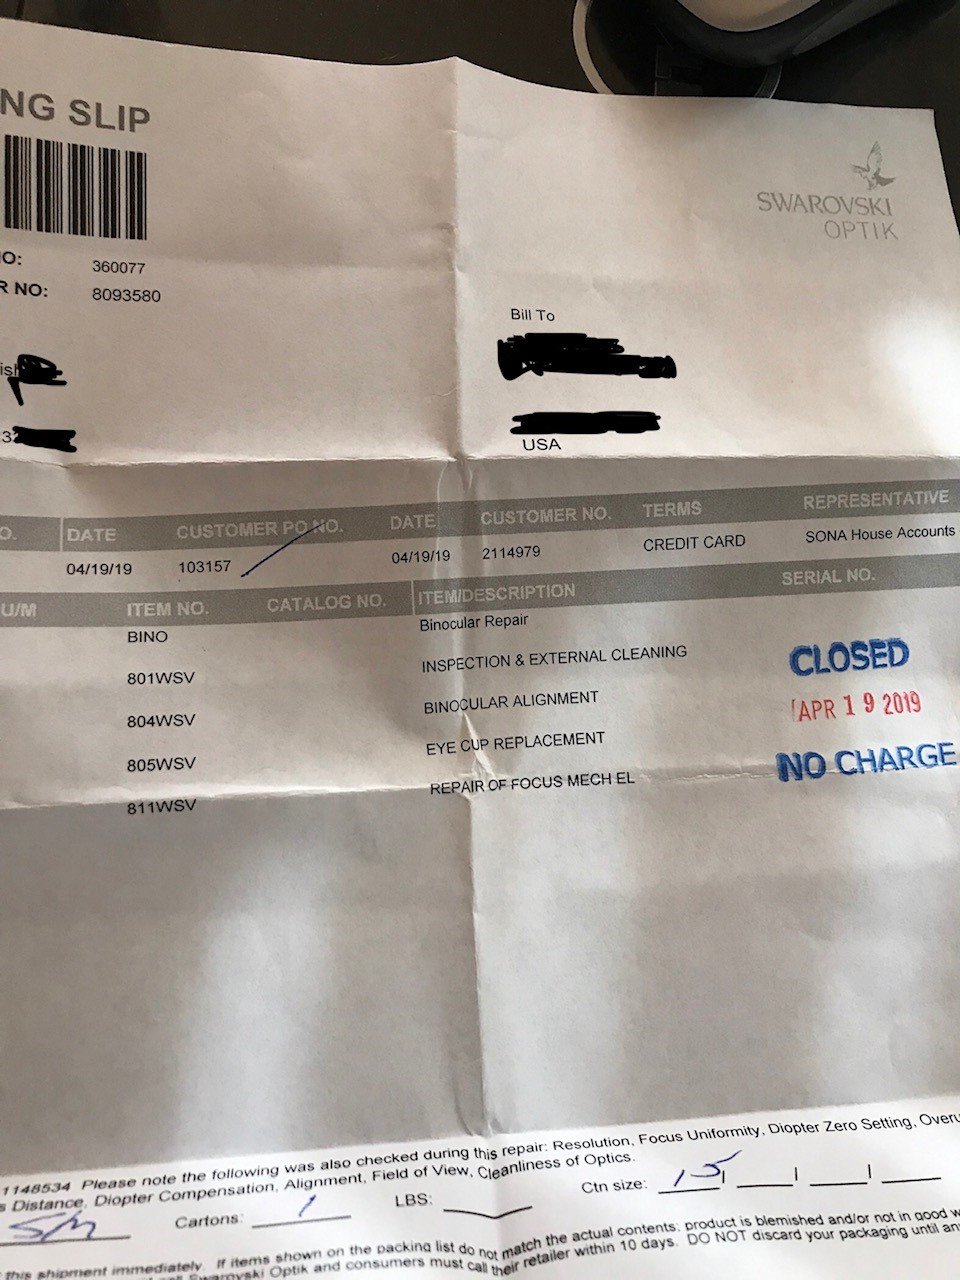 NG SLIP
SWAROVSKI
OPTIK
O: 360077
R NO: 8093580
Bill To
USA
O. DATE CUSTOMER PO NO. DATE CUSTOMER NO. TERMS REPRESENTATIVE
04/19/19 103157 04/19/19 2114979 CREDIT CARD SONA House Accounts
U/M ITEM NO. CATALOG NO. ITEM/DESCRIPTION SERIAL NO.
BINO Binocular Repair
801WSV INSPECTION & EXTERNAL CLEANING
804WSV BINOCULAR ALIGNMENT
805WSV EYE CUP REPLACEMENT
811WSV REPAIR OF FOCUS MECH EL
CLOSED
APR 19 2019
NO CHARGE
1148534 Please note the following was also checked during this repair: Resolution, Focus Uniformity, Diopter Zero Setting, Overu
s Distance, Diopter Compensation, Alignment, Field of View, Cleanliness of Optics.
Cartons: 1 LBS: Ctn size: 15
this shipment immediately. If items shown on the packing list do not match the actual contents: product is blemished and/or not in good w
Swarovski Optik and consumers must call their retailer within 10 days. DO NOT discard your packaging until an